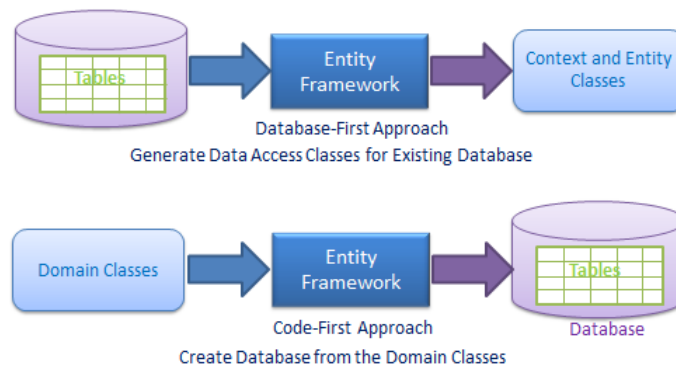 Tables
Entity
Framework
Context and Entity
Classes
Database-First Approach
Generate Data Access Classes for Existing Database
Domain Classes
Entity
Framework
Tables
Code-First Approach
Database
Create Database from the Domain Classes